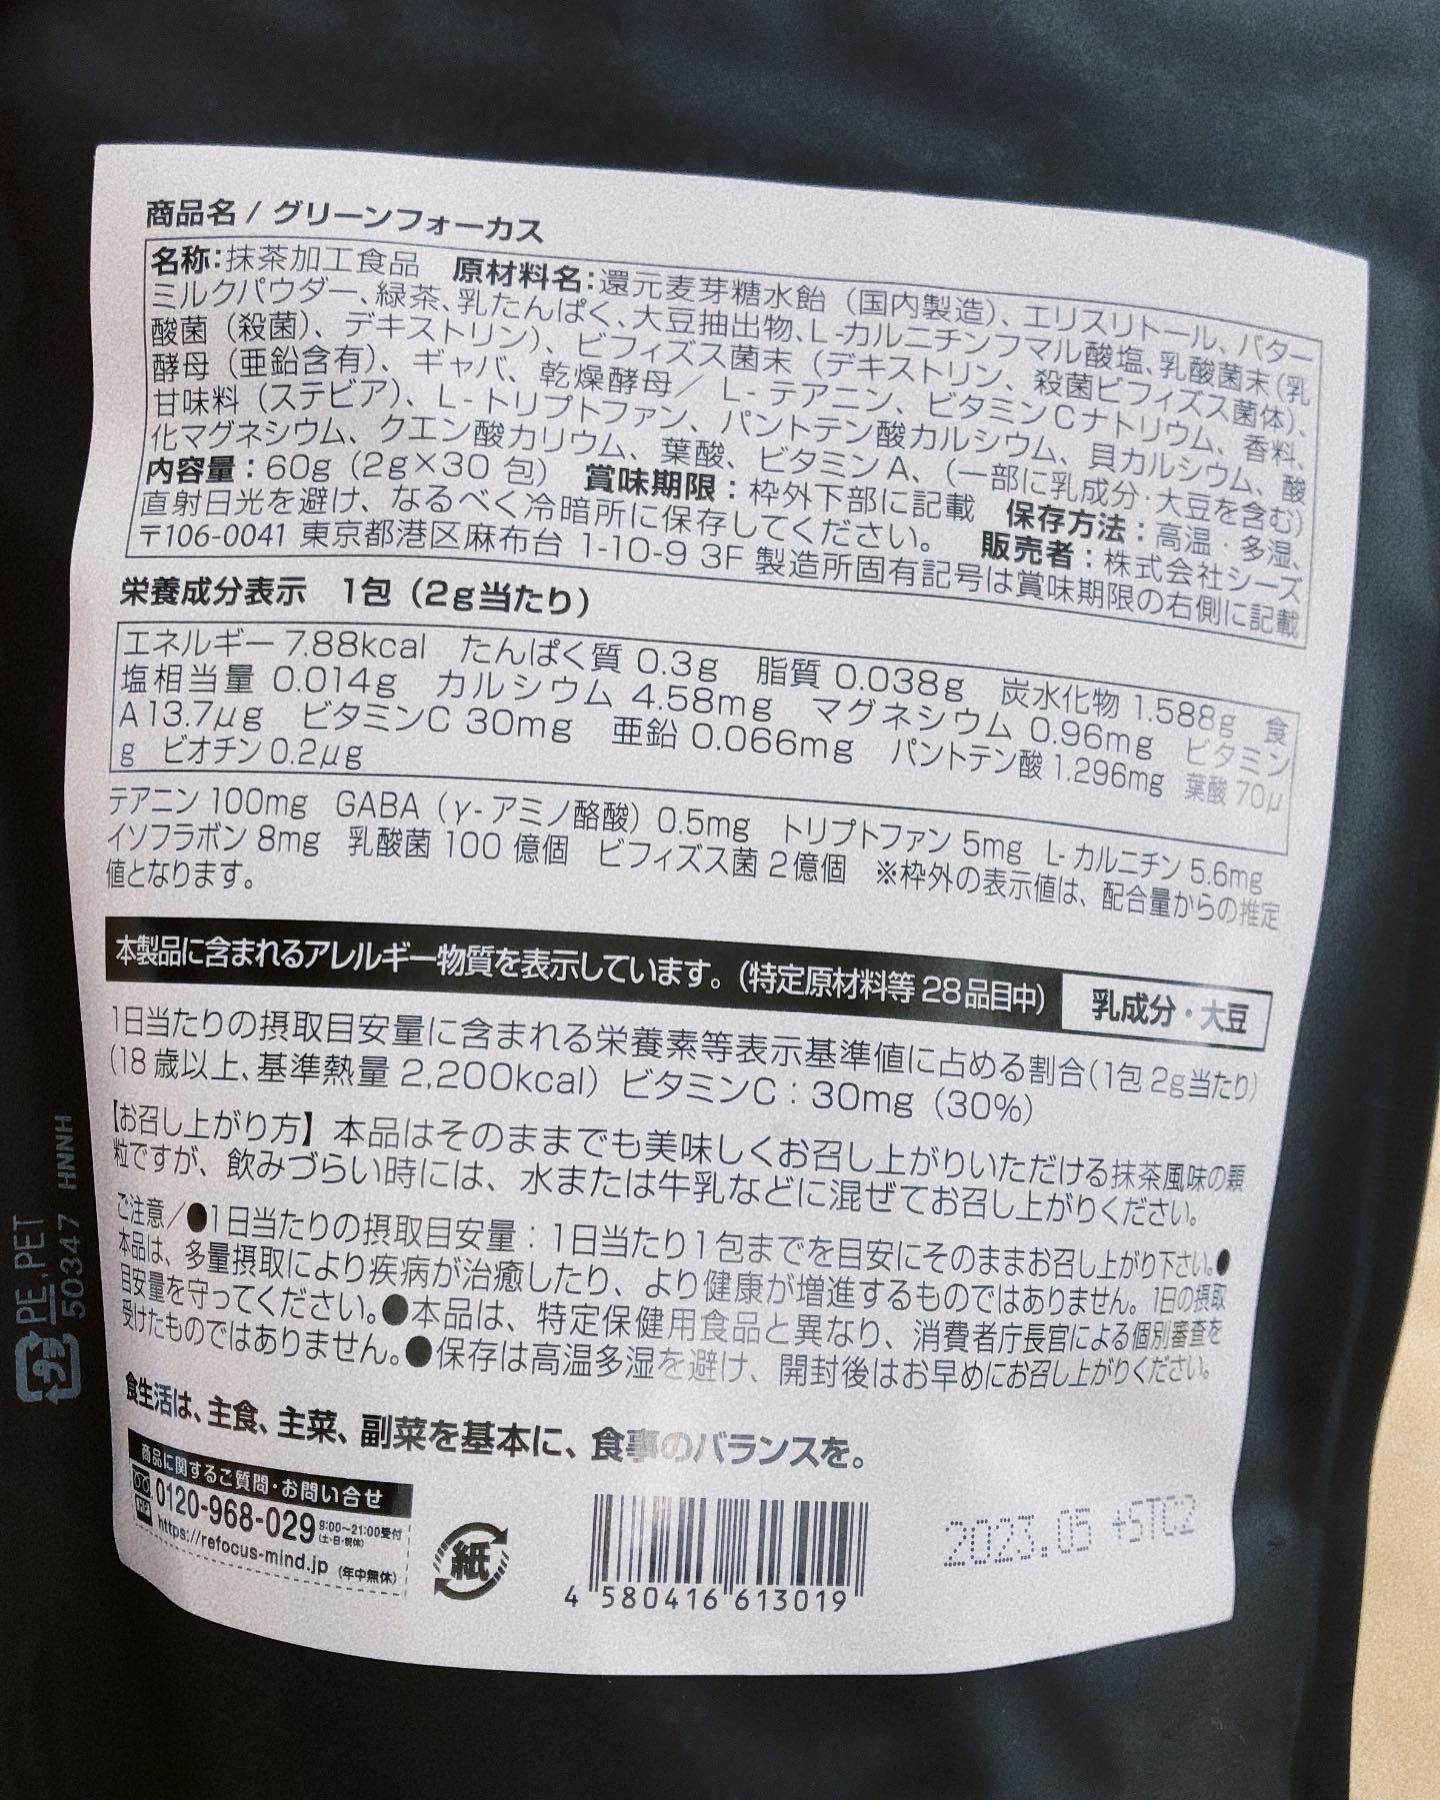 商品名 / グリーンフォーカス
名称:抹茶加工食品 原材料名:還元麦芽糖水飴（国内製造）、エリスリトール、バター
ミルクパウダー、緑茶、乳たんぱく、大豆抽出物、L-カルニチンフマル酸塩、乳酸菌末（乳
酸菌（殺菌）、デキストリン）、ビフィズス菌末（デキストリン、殺菌ビフィズス菌体）、
酵母（亜鉛含有）、ギャバ、乾燥酵母／ L-テアニン、ビタミンCナトリウム、香料、
甘味料（ステビア）、L-トリプトファン、パントテン酸カルシウム、貝カルシウム、酸
化マグネシウム、クエン酸カリウム、葉酸、ビタミンA、（一部に乳成分・大豆を含む）
内容量：60g（2g×30 包） 賞味期限：枠外下部に記載 保存方法：高温・多湿、
直射日光を避け、なるべく冷暗所に保存してください。 販売者：株式会社シーズ
〒106-0041 東京都港区麻布台 1-10-9 3F 製造所固有記号は賞味期限の右側に記載
栄養成分表示 1包（2g当たり）
エネルギー 7.88kcal たんぱく質 0.3g 脂質 0.038g 炭水化物 1.588g 食
塩相当量 0.014g カルシウム 4.58mg マグネシウム 0.96mg ビタミン
A 13.7μg ビタミンC 30mg 亜鉛 0.066mg パントテン酸 1.296mg 葉酸 70μ
g ビオチン 0.2μg
テアニン 100mg GABA（γ-アミノ酪酸）0.5mg トリプトファン 5mg L-カルニチン 5.6mg
イソフラボン 8mg 乳酸菌 100 億個 ビフィズス菌 2億個 ※枠外の表示値は、配合量からの推定
値となります。
本製品に含まれるアレルギー物質を表示しています。（特定原材料等 28品目中） 乳成分・大豆
1日当たりの摂取目安量に含まれる栄養素等表示基準値に占める割合（1包 2g当たり）
（18 歳以上、基準熱量 2,200kcal）ビタミンC：30mg（30%）
【お召し上がり方】本品はそのままでも美味しくお召し上がりいただける抹茶風味の顆
粒ですが、飲みづらい時には、水または牛乳などに混ぜてお召し上がりください。
ご注意／●1日当たりの摂取目安量：1日当たり1包までを目安にそのままお召し上がり下さい。●
本品は、多量摂取により疾病が治癒したり、より健康が増進するものではありません。1日の摂取
目安量を守ってください。●本品は、特定保健用食品と異なり、消費者庁長官による個別審査を
受けたものではありません。●保存は高温多湿を避け、開封後はお早めにお召し上がりください。
食生活は、主食、主菜、副菜を基本に、食事のバランスを。
商品に関するご質問・お問い合せ
0120-968-029 9:00〜21:00受付
(土・日・祝休)
https://refocus-mind.jp (年中無休)
紙
4 580416 613019
2023.05 +STC2
PE,PET
50347 HNNH